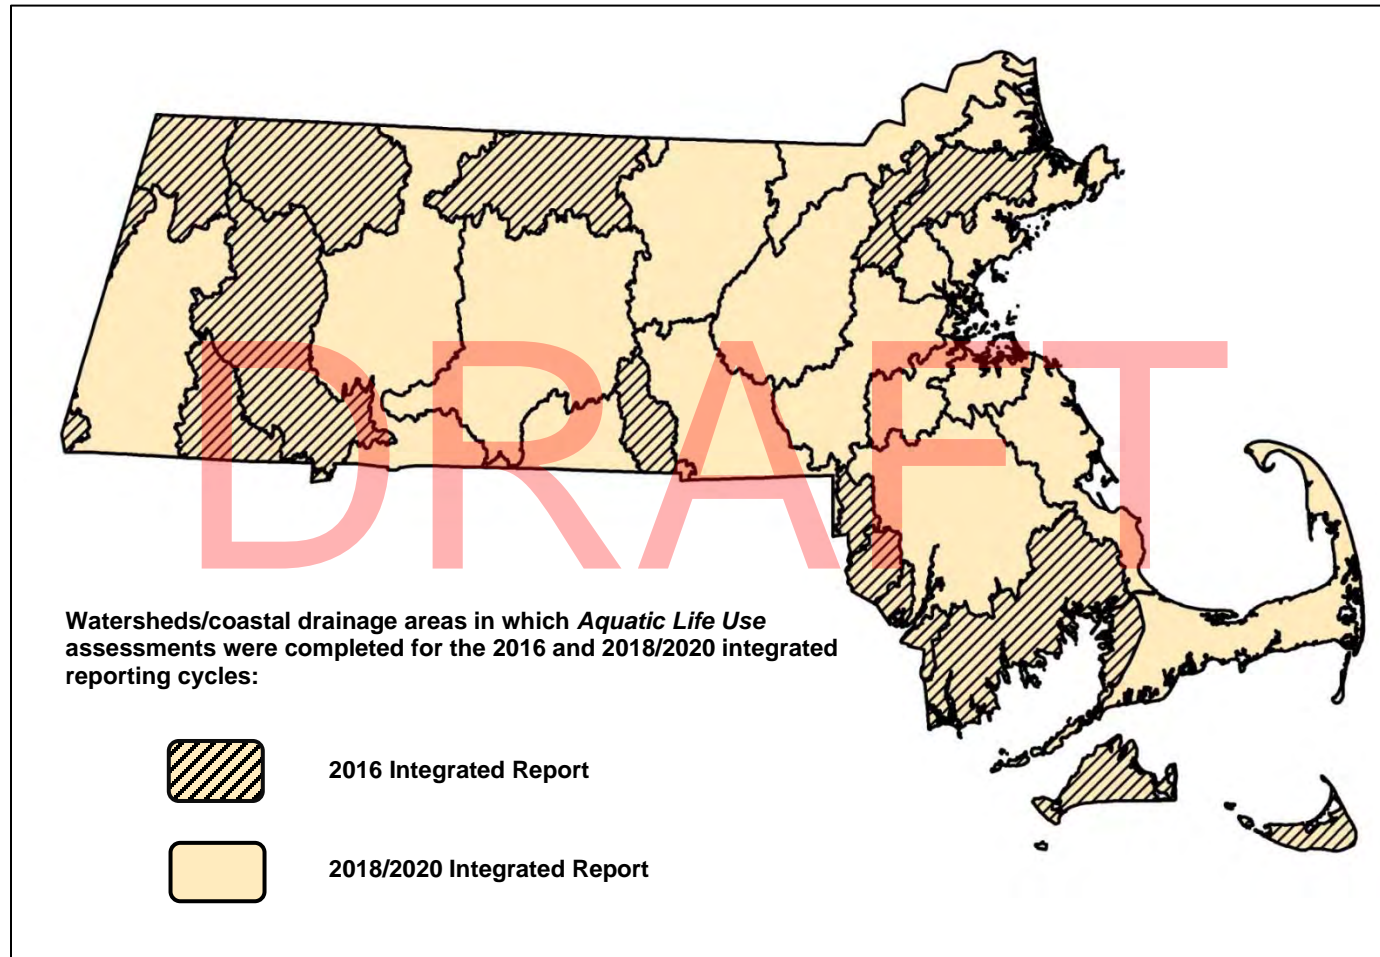 DRAFT
Watersheds/coastal drainage areas in which Aquatic Life Use
assessments were completed for the 2016 and 2018/2020 integrated
reporting cycles:
2016 Integrated Report
2018/2020 Integrated Report